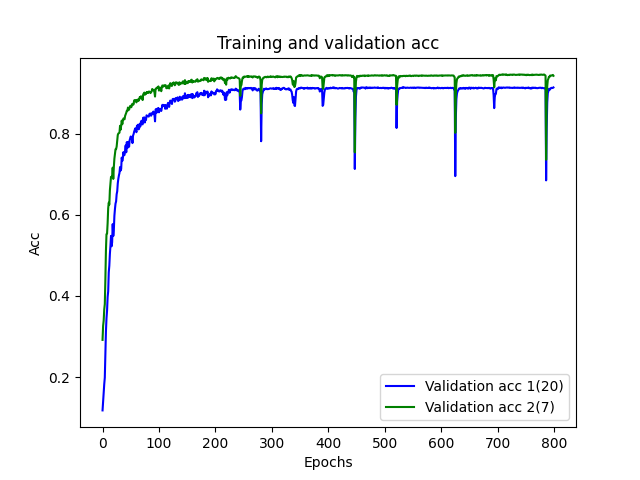 Training and validation acc
Acc
0.8
0.6
0.4
0.2
0 100 200 300 400 500 600 700 800
Epochs
Validation acc 1(20)
Validation acc 2(7)